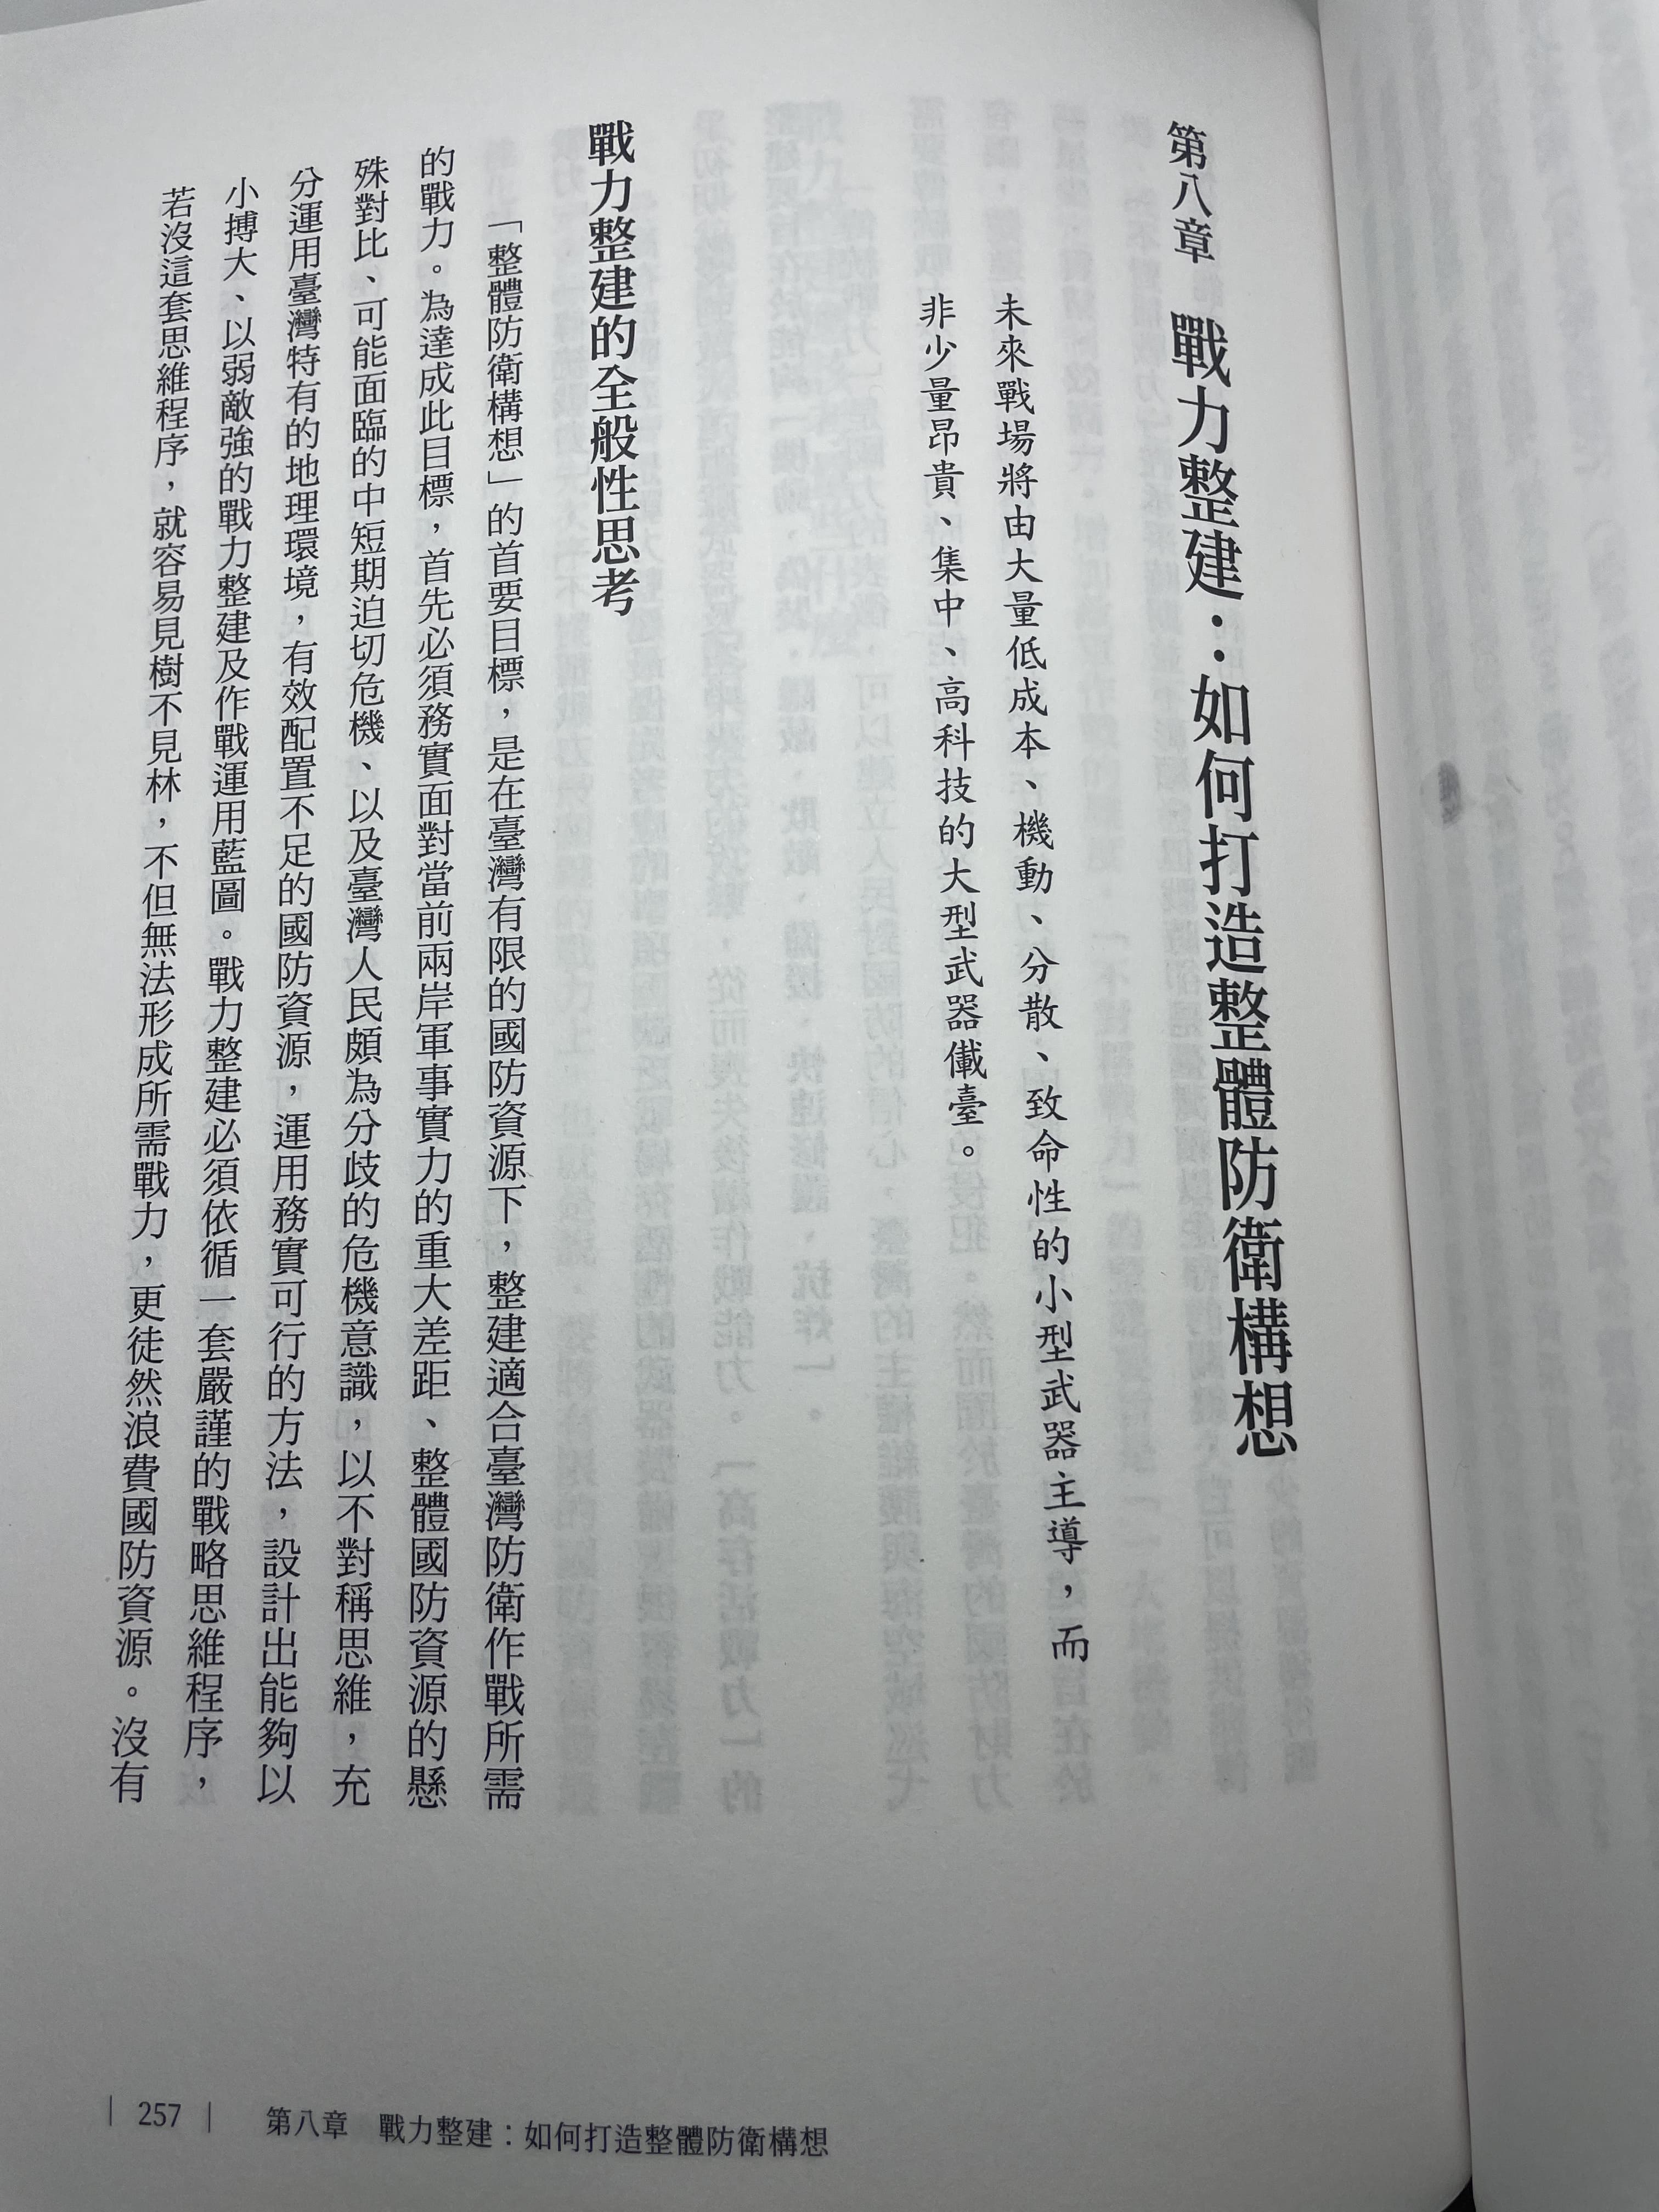 第八章　戰力整建：如何打造整體防衛構想
未來戰場將由大量低成本、機動、分散、致命性的小型武器主導，而
非少量昂貴、集中、高科技的大型武器儎臺。
戰力整建的全般性思考
「整體防衛構想」的首要目標，是在臺灣有限的國防資源下，整建適合臺灣防衛作戰所需
的戰力。為達成此目標，首先必須務實面對當前兩岸軍事實力的重大差距、整體國防資源的懸
殊對比、可能面臨的中短期迫切危機、以及臺灣人民頗為分歧的危機意識，以不對稱思維，充
分運用臺灣特有的地理環境，有效配置不足的國防資源，運用務實可行的方法，設計出能夠以
小搏大、以弱敵強的戰力整建及作戰運用藍圖。戰力整建必須依循一套嚴謹的戰略思維程序，
若沒這套思維程序，就容易見樹不見林，不但無法形成所需戰力，更徒然浪費國防資源。沒有
| 257 |　第八章　戰力整建：如何打造整體防衛構想